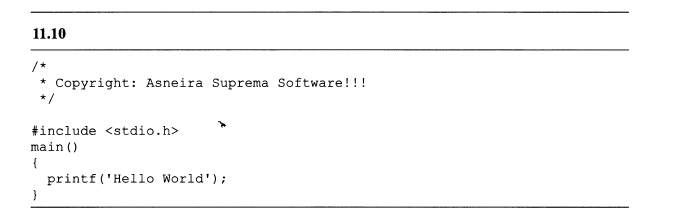 11.10
/*
 * Copyright: Asneira Suprema Software!!!
 */
#include <stdio.h>
main()
{
  printf('Hello World');
}